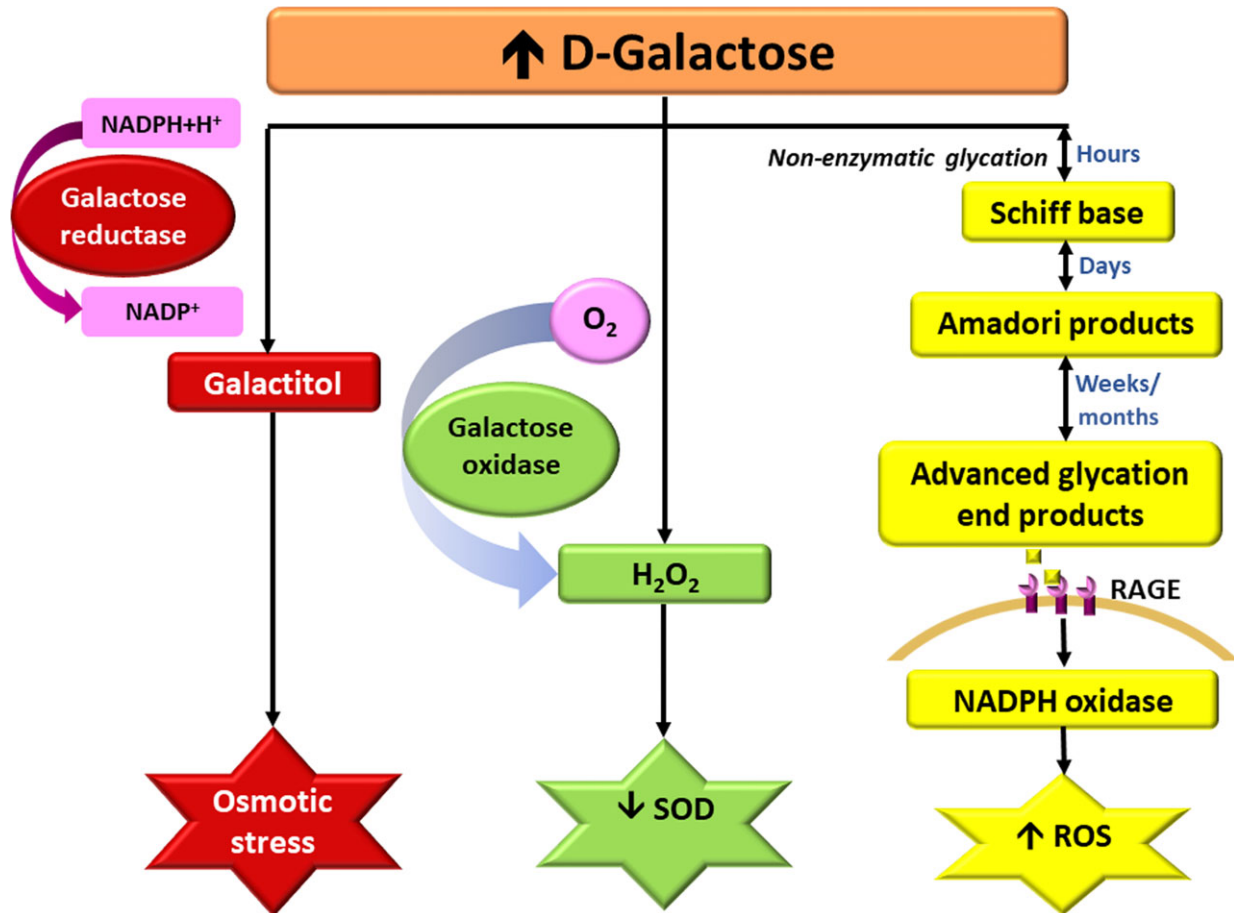 ↑ D-Galactose
NADPH+H⁺
Galactose
reductase
NADP⁺
Galactitol
Osmotic
stress
O₂
Galactose
oxidase
H₂O₂
↓ SOD
Non-enzymatic glycation
Hours
Schiff base
Days
Amadori products
Weeks/
months
Advanced glycation
end products
RAGE
NADPH oxidase
↑ ROS